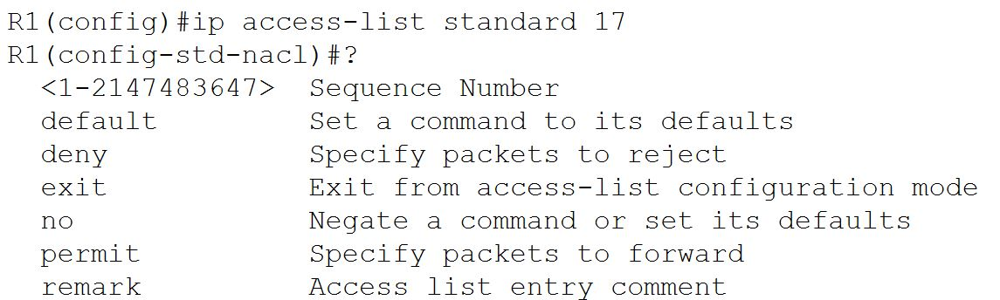 R1(config)#ip access-list standard 17
R1(config-std-nacl)#?
  <1-2147483647>  Sequence Number
  default         Set a command to its defaults
  deny            Specify packets to reject
  exit            Exit from access-list configuration mode
  no              Negate a command or set its defaults
  permit          Specify packets to forward
  remark          Access list entry comment